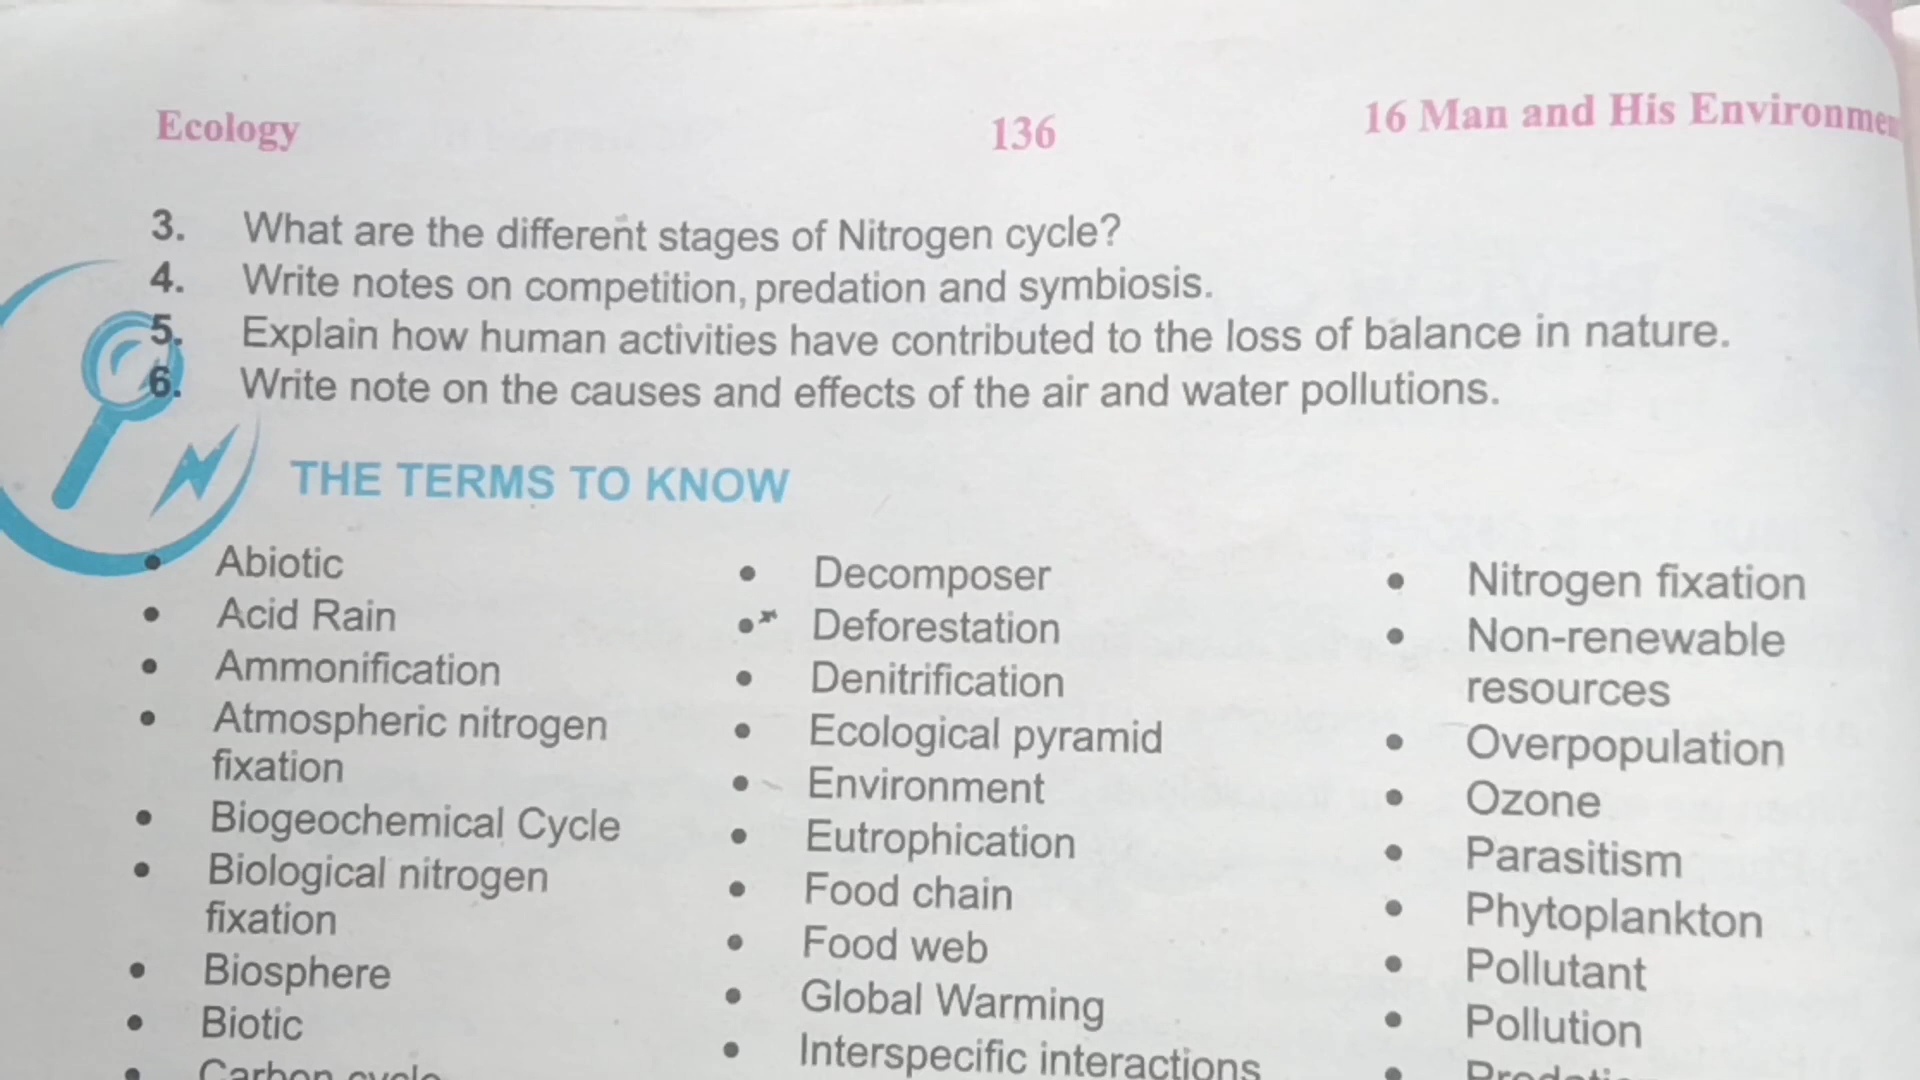 Ecology 136 16 Man and His
3. What are the different stages of Nitrogen cycle?
4. Write notes on competition, predation and symbiosis.
5. Explain how human activities have contributed to the loss of balance in nature.
6. Write note on the causes and effects of the air and water pollutions.
THE TERMS TO KNOW
• Abiotic
• Acid Rain
• Ammonification
• Atmospheric nitrogen
fixation
• Biogeochemical Cycle
• Biological nitrogen
fixation
• Biosphere
• Biotic
• Carbon cycle
• Decomposer
• Deforestation
• Denitrification
• Ecological pyramid
• Environment
• Eutrophication
• Food chain
• Food web
• Global Warming
• Interspecific interactions
• Nitrogen fixation
• Non-renewable
resources
• Overpopulation
• Ozone
• Parasitism
• Phytoplankton
• Pollutant
• Pollution